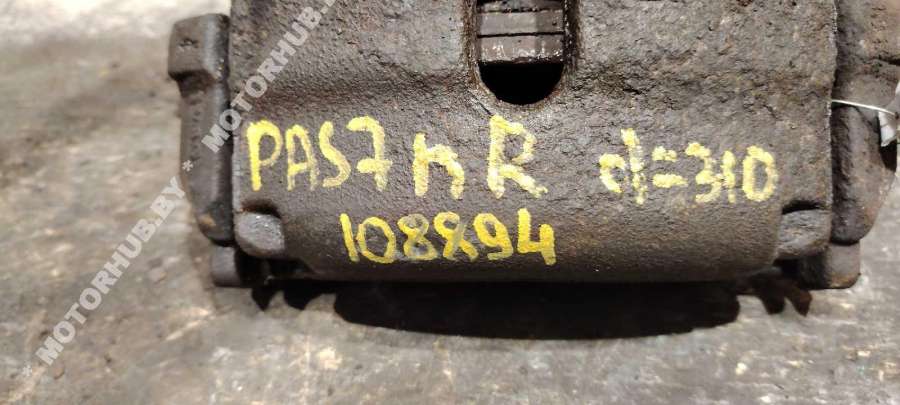 PAS7 п R d=310
108894
* MOTORHUB.BY * MOTORHUB.BY *